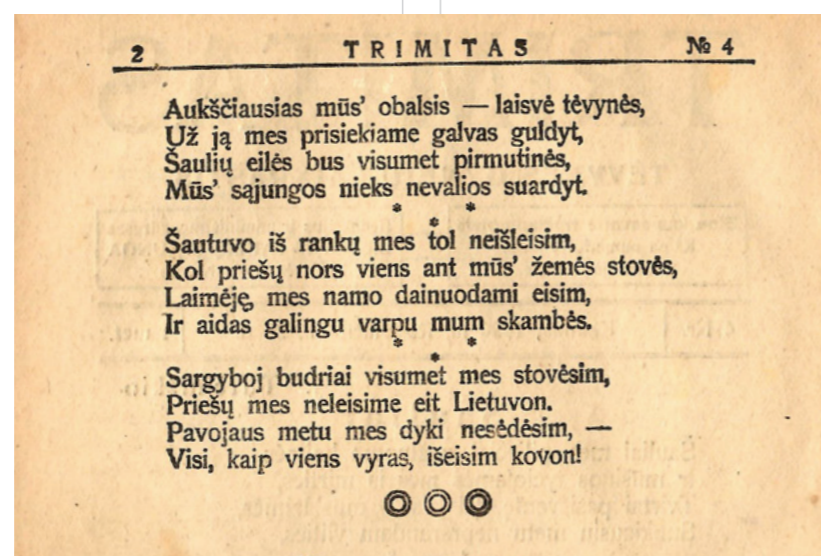 2 TRIMITAS № 4
Aukščiausias mūs' obalsis — laisvė tėvynės,
Už ją mes prisiekiame galvas guldyt,
Šaulių eilės bus visumet pirmutinės,
Mūs' sąjungos nieks nevalios suardyt.
* * *
Šautuvo iš rankų mes tol neišleisim,
Kol priešų nors viens ant mūs' žemės stovės,
Laimėję, mes namo dainuodami eisim,
Ir aidas galingu varpu mum skambės.
* * *
Sargyboj budriai visumet mes stovėsim,
Priešų mes neleisime eit Lietuvon.
Pavojaus metu mes dyki nesėdėsim, —
Visi, kaip viens vyras, išeisim kovon!